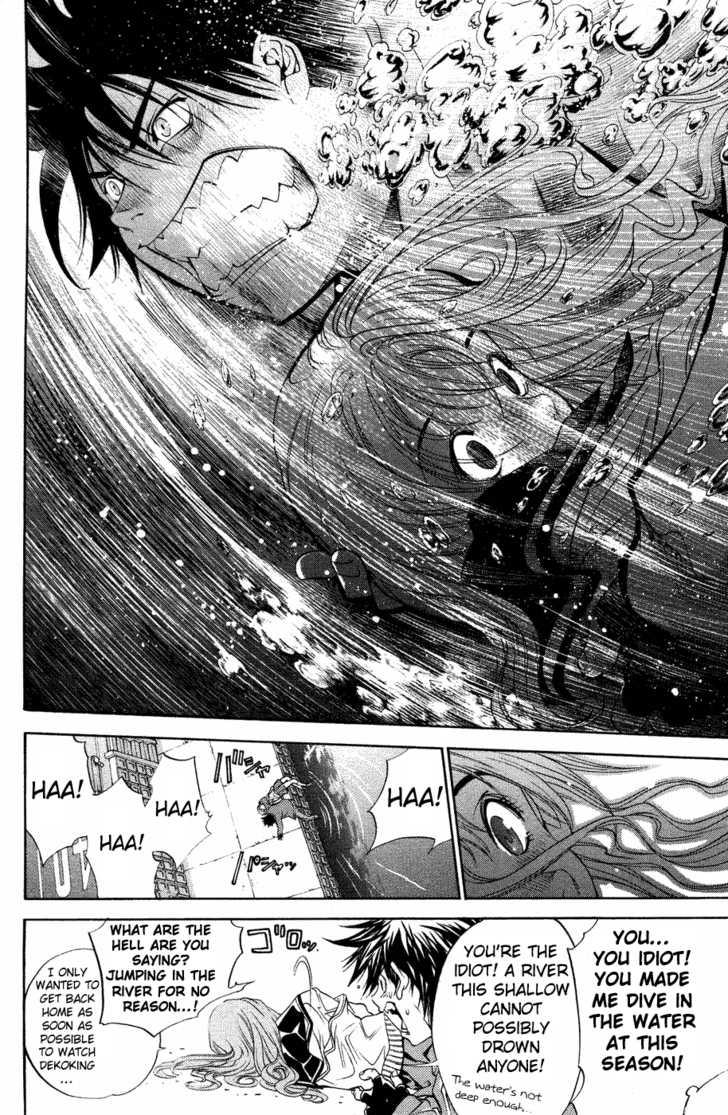 HAA!
HAA!
HAA!
HAA!
YOU...
YOU IDIOT!
YOU MADE
ME DIVE IN
THE WATER
AT THIS
SEASON!
YOU'RE THE
IDIOT! A RIVER
THIS SHALLOW
CANNOT
POSSIBLY
DROWN
ANYONE!
The water's not
deep enough...
WHAT ARE THE
HELL ARE YOU
SAYING?
JUMPING IN THE
RIVER FOR NO
REASON...!
I ONLY
WANTED TO
GET BACK
HOME AS
SOON AS
POSSIBLE
TO WATCH
DEKOKING
...